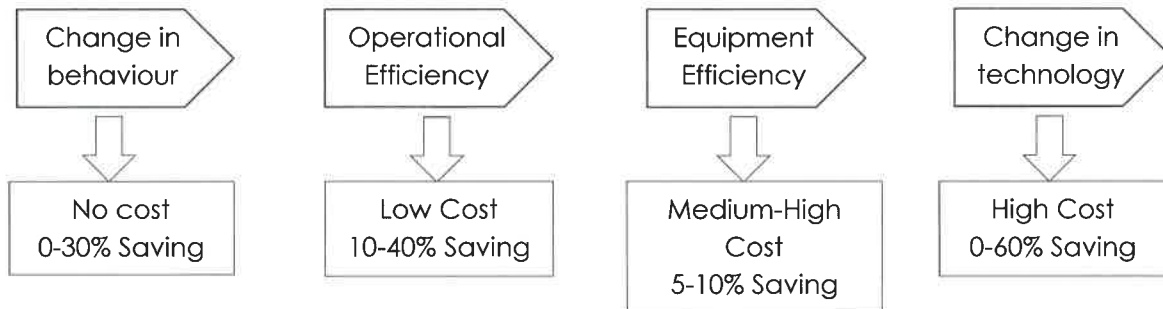 Change in
behaviour
Operational
Efficiency
Equipment
Efficiency
Change in
technology
No cost
0-30% Saving
Low Cost
10-40% Saving
Medium-High
Cost
5-10% Saving
High Cost
0-60% Saving